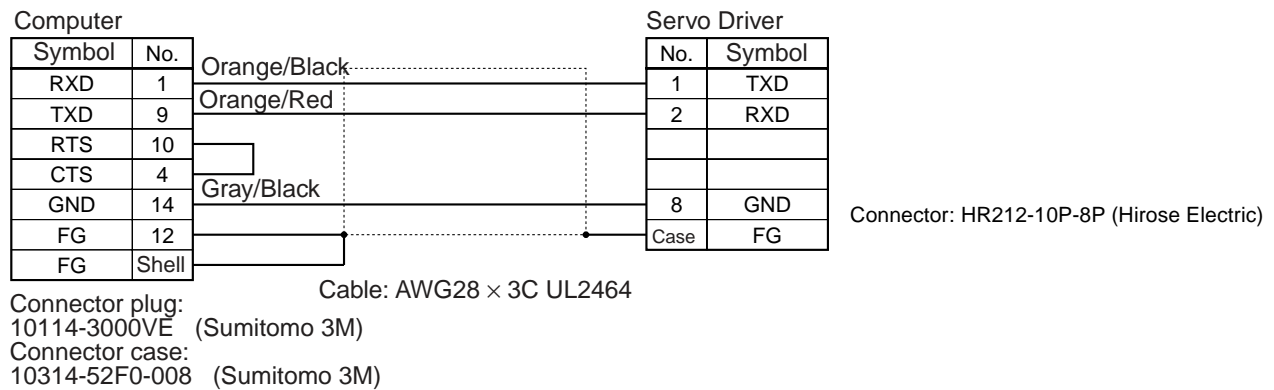 Computer
Servo Driver
Symbol No.
No. Symbol
Orange/Black
RXD 1
1 TXD
Orange/Red
TXD 9
2 RXD
RTS 10
CTS 4
Gray/Black
GND 14
8 GND
Connector: HR212-10P-8P (Hirose Electric)
FG 12
Case FG
FG Shell
Cable: AWG28 × 3C UL2464
Connector plug:
10114-3000VE (Sumitomo 3M)
Connector case:
10314-52F0-008 (Sumitomo 3M)